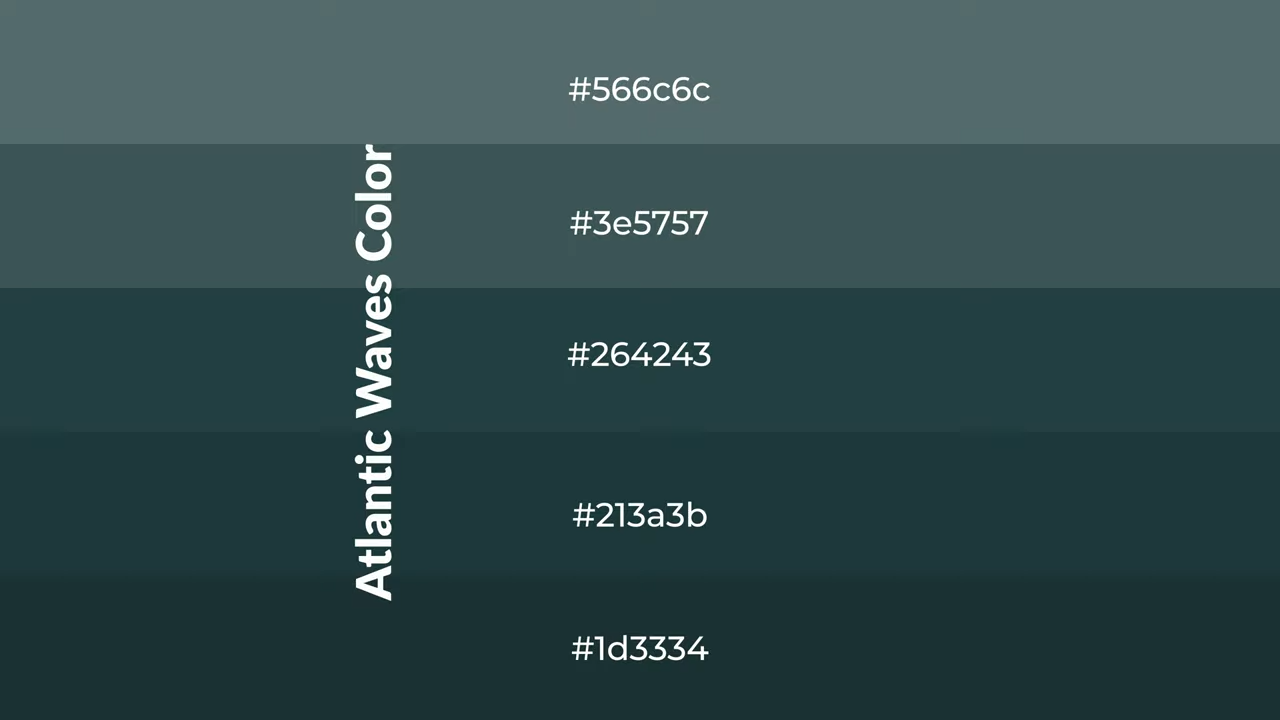 Atlantic Waves Color
#566c6c
#3e5757
#264243
#213a3b
#1d3334